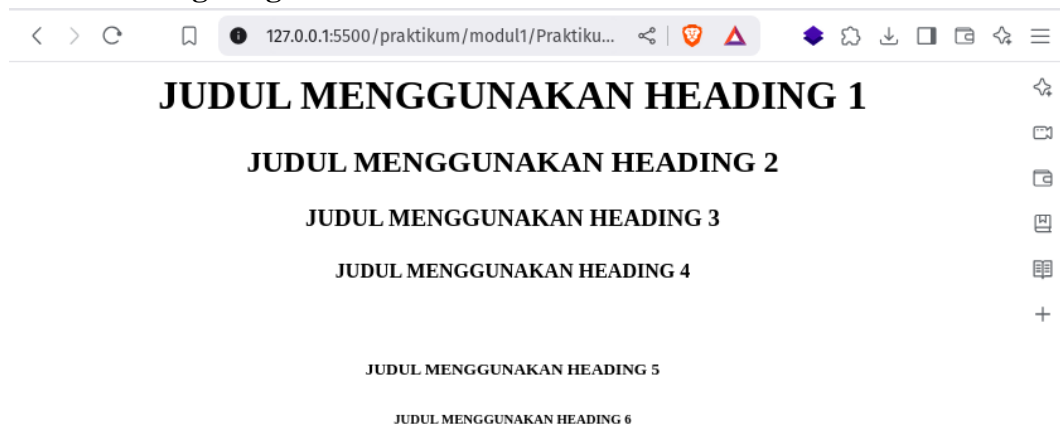 127.0.0.1:5500/praktikum/modul1/Praktiku...
JUDUL MENGGUNAKAN HEADING 1
JUDUL MENGGUNAKAN HEADING 2
JUDUL MENGGUNAKAN HEADING 3
JUDUL MENGGUNAKAN HEADING 4
JUDUL MENGGUNAKAN HEADING 5
JUDUL MENGGUNAKAN HEADING 6